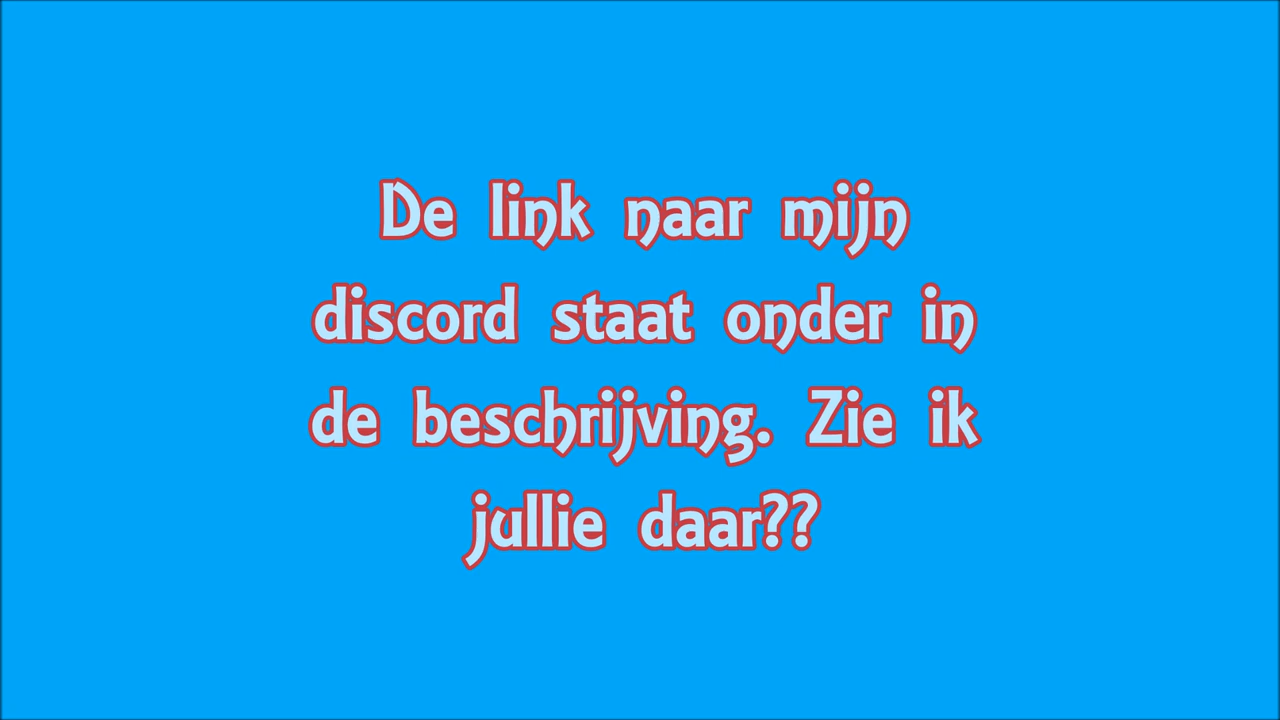 De link naar mijn
discord staat onder in
de beschrijving. Zie ik
jullie daar??